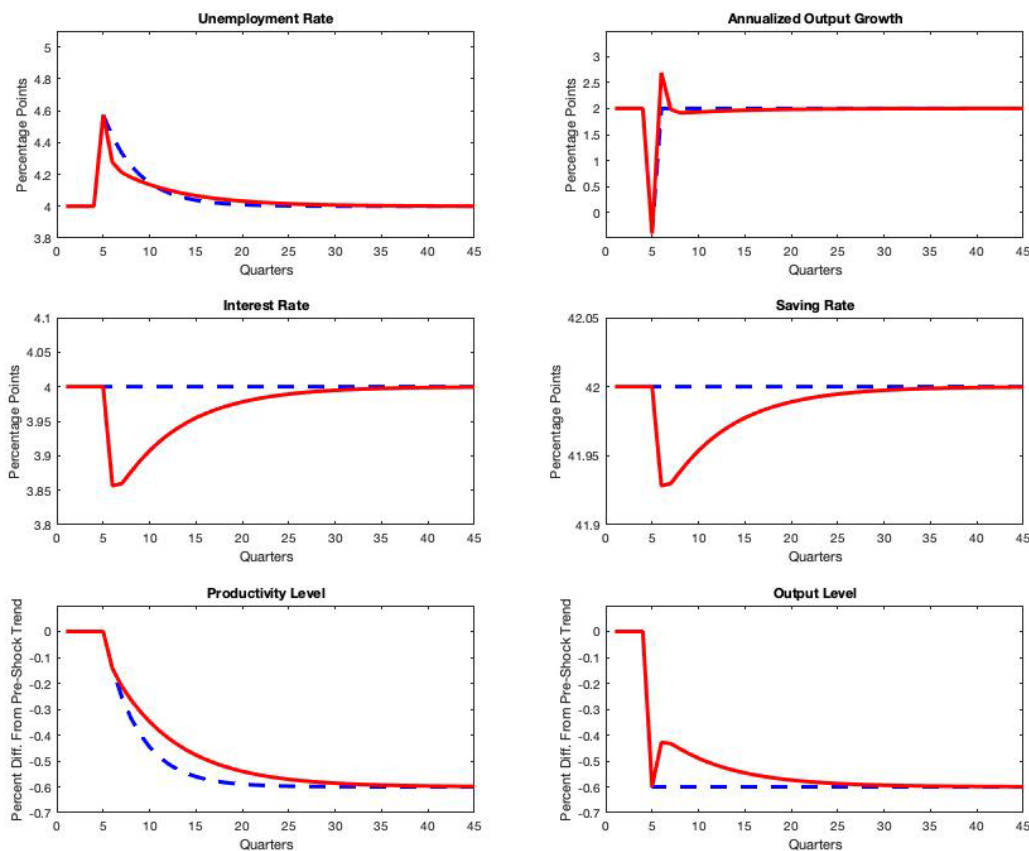 Unemployment Rate
5
4.8
4.6
4.4
4.2
4
3.8
Percentage Points
0 5 10 15 20 25 30 35 40 45
Quarters
Annualized Output Growth
3
2.5
2
1.5
1
0.5
0
Percentage Points
0 5 10 15 20 25 30 35 40 45
Quarters
Interest Rate
4.1
4.05
4
3.95
3.9
3.85
3.8
Percentage Points
0 5 10 15 20 25 30 35 40 45
Quarters
Saving Rate
42.05
42
41.95
41.9
Percentage Points
0 5 10 15 20 25 30 35 40 45
Quarters
Productivity Level
0
-0.1
-0.2
-0.3
-0.4
-0.5
-0.6
-0.7
Percent Diff. From Pre-Shock Trend
0 5 10 15 20 25 30 35 40 45
Quarters
Output Level
0
-0.1
-0.2
-0.3
-0.4
-0.5
-0.6
-0.7
Percent Diff. From Pre-Shock Trend
0 5 10 15 20 25 30 35 40 45
Quarters